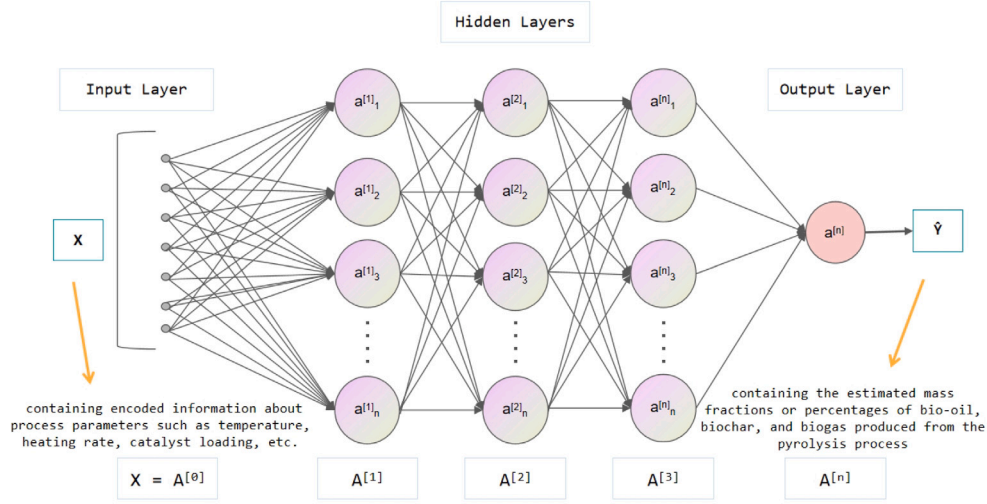 Hidden Layers
Input Layer
Output Layer
a[1]1
a[2]1
a[n]1
a[1]2
a[2]2
a[n]2
X
a[n]
Ŷ
a[1]3
a[2]3
a[n]3
a[1]n
a[2]n
a[n]n
containing encoded information about
process parameters such as temperature,
heating rate, catalyst loading, etc.
containing the estimated mass
fractions or percentages of bio-oil,
biochar, and biogas produced from the
pyrolysis process
X = A[0]
A[1]
A[2]
A[3]
A[n]